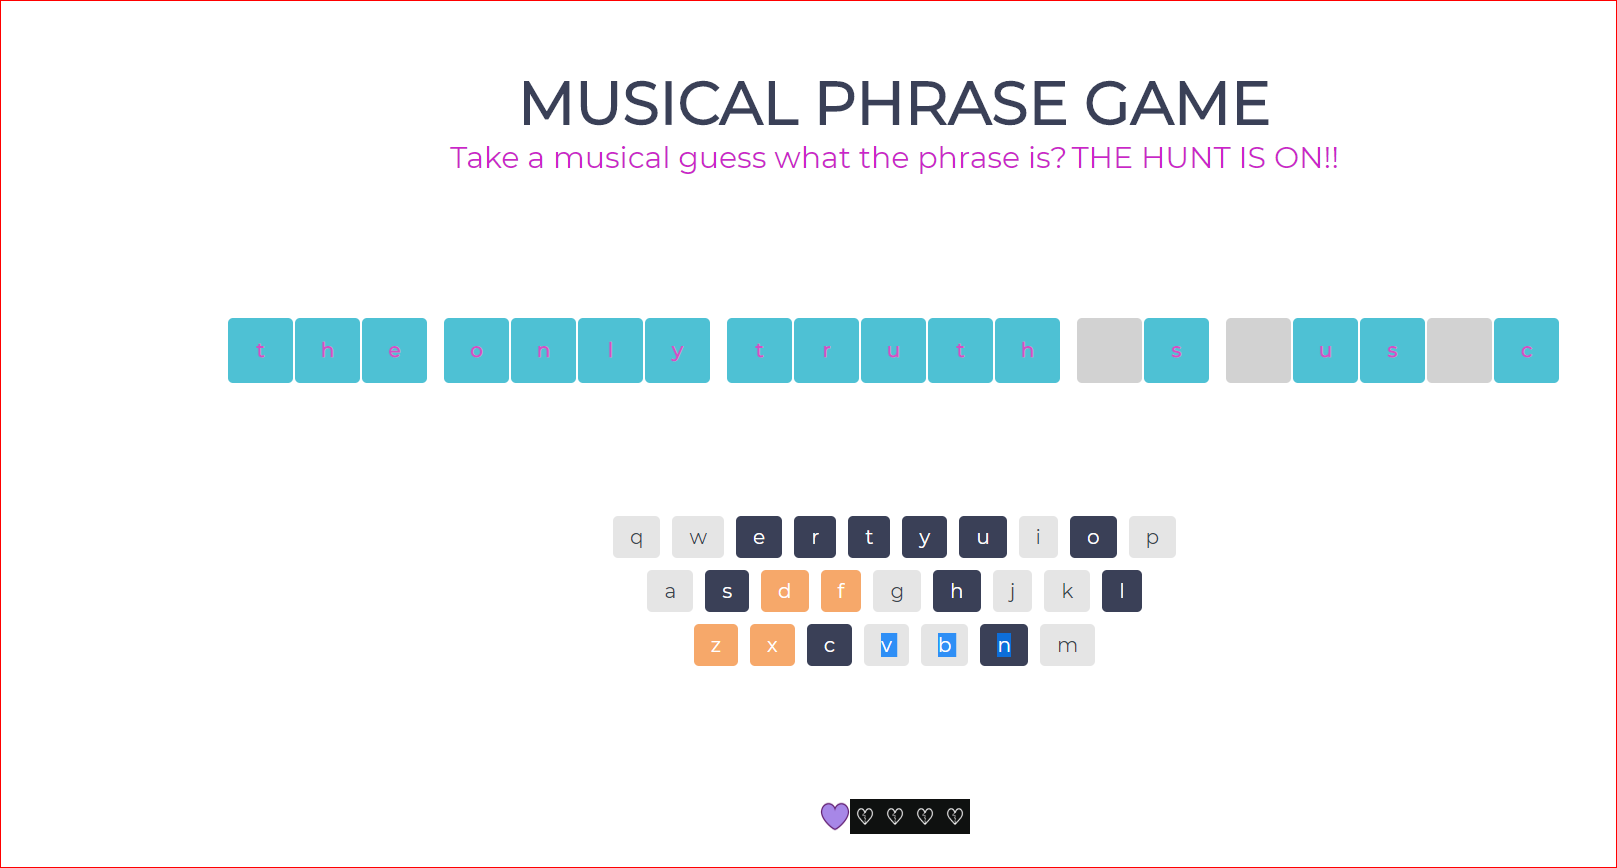 MUSICAL PHRASE GAME
Take a musical guess what the phrase is? THE HUNT IS ON!!
t h e o n l y t r u t h s u s c
q w e r t y u i o p
a s d f g h j k l
z x c v b n m